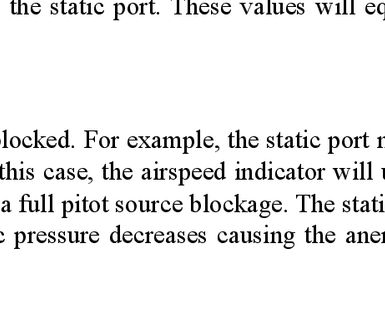 the static port. These values will eq
blocked. For example, the static port
this case, the airspeed indicator will
a full pitot source blockage. The stati
pressure decreases causing the aner